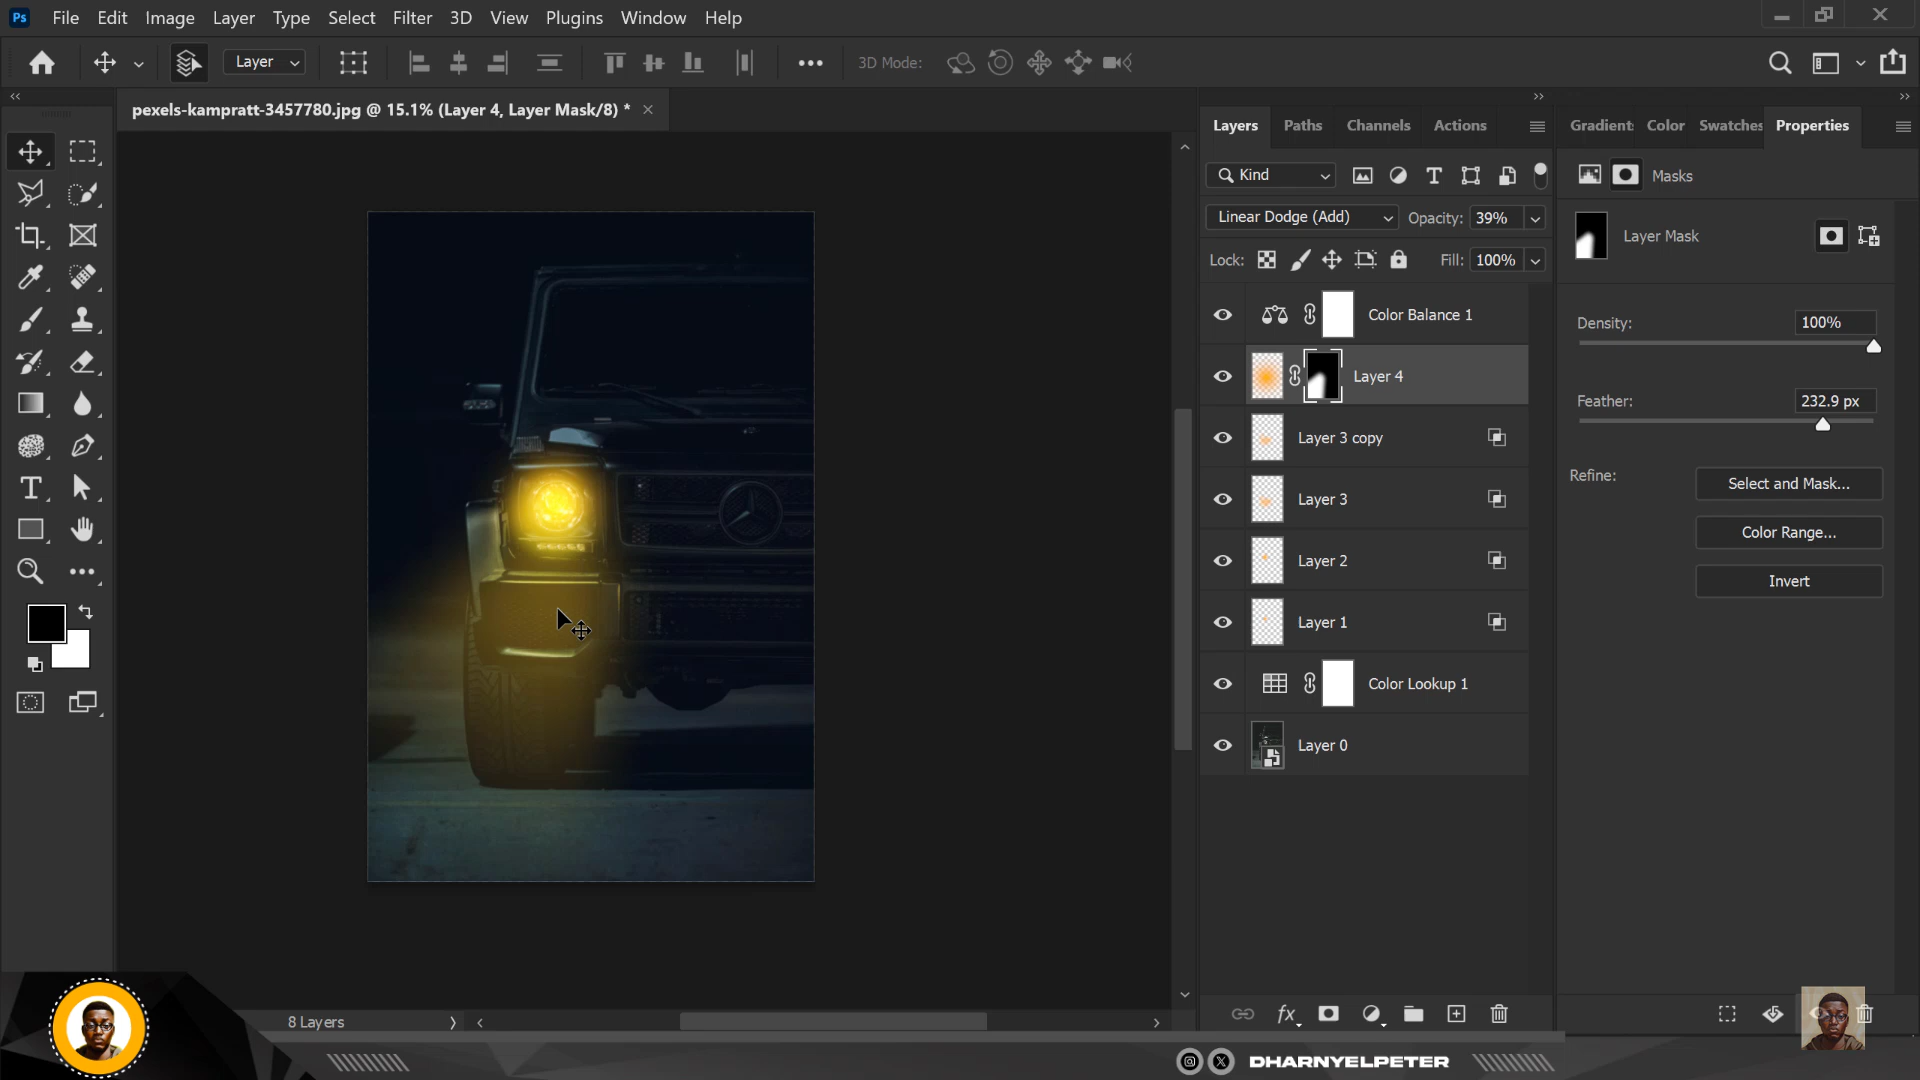 Ps File Edit Image Layer Type Select Filter 3D View Plugins Window Help
Layer 3D Mode:
pexels-kampratt-3457780.jpg @ 15.1% (Layer 4, Layer Mask/8) *
Layers Paths Channels Actions
Gradient Color Swatches Properties
Kind
Masks
Linear Dodge (Add) Opacity: 39%
Layer Mask
Lock: Fill: 100%
Color Balance 1
Density: 100%
Layer 4
Feather: 232.9 px
Layer 3 copy
Refine: Select and Mask...
Layer 3
Color Range...
Layer 2
Invert
Layer 1
Color Lookup 1
Layer 0
8 Layers
fx
DHARNYELPETER